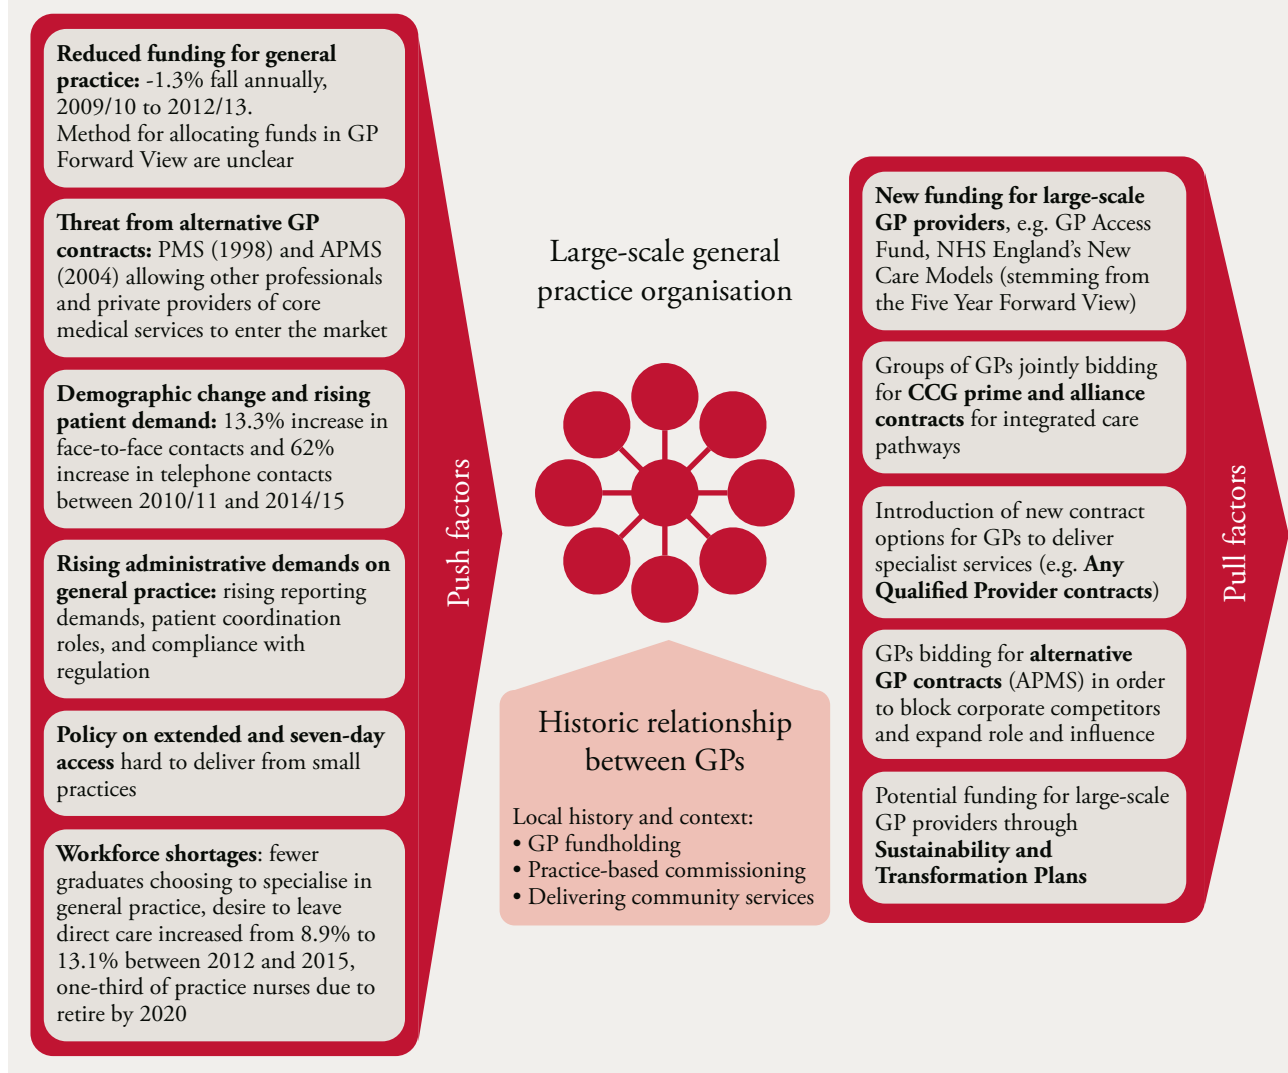 Reduced funding for general
practice: -1.3% fall annually,
2009/10 to 2012/13.
Method for allocating funds in GP
Forward View are unclear
Threat from alternative GP
contracts: PMS (1998) and APMS
(2004) allowing other professionals
and private providers of core
medical services to enter the market
Demographic change and rising
patient demand: 13.3% increase in
face-to-face contacts and 62%
increase in telephone contacts
between 2010/11 and 2014/15
Rising administrative demands on
general practice: rising reporting
demands, patient coordination
roles, and compliance with
regulation
Policy on extended and seven-day
access hard to deliver from small
practices
Workforce shortages: fewer
graduates choosing to specialise in
general practice, desire to leave
direct care increased from 8.9% to
13.1% between 2012 and 2015,
one-third of practice nurses due to
retire by 2020
Push factors
Large-scale general
practice organisation
Historic relationship
between GPs
Local history and context:
• GP fundholding
• Practice-based commissioning
• Delivering community services
New funding for large-scale
GP providers, e.g. GP Access
Fund, NHS England’s New
Care Models (stemming from
the Five Year Forward View)
Groups of GPs jointly bidding
for CCG prime and alliance
contracts for integrated care
pathways
Introduction of new contract
options for GPs to deliver
specialist services (e.g. Any
Qualified Provider contracts)
GPs bidding for alternative
GP contracts (APMS) in order
to block corporate competitors
and expand role and influence
Potential funding for large-scale
GP providers through
Sustainability and
Transformation Plans
Pull factors